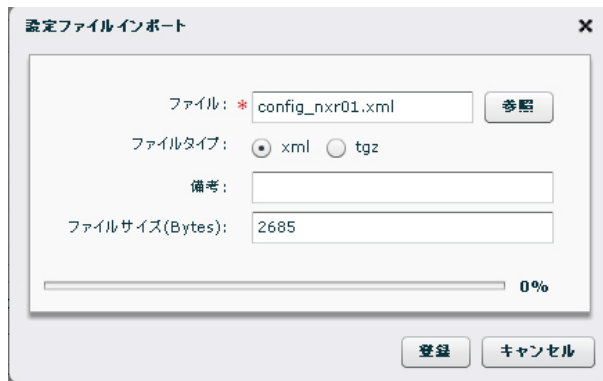 設定ファイルインポート
ファイル: * config_nxr01.xml 参照
ファイルタイプ: xml tgz
備考:
ファイルサイズ(Bytes): 2685
0%
登録 キャンセル